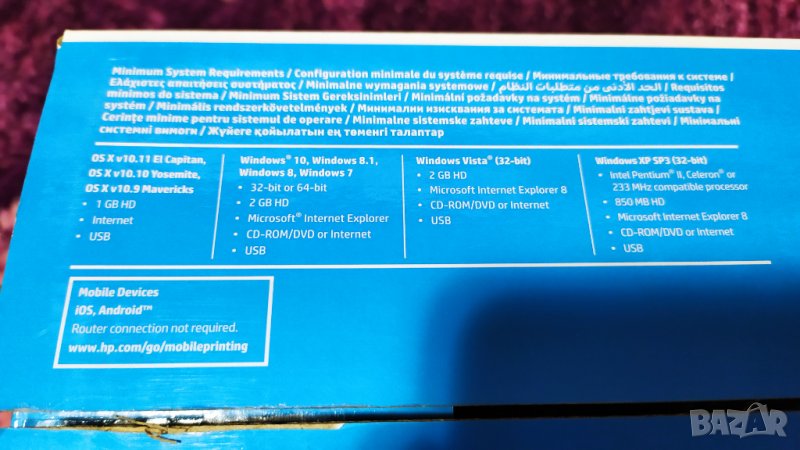 Minimum System Requirements / Configuration minimale du système requise / Минимальные требования к системе /
Ελάχιστες απαιτήσεις συστήματος / Minimalne wymagania systemowe / الحد الأدنى من متطلبات النظام / Requisitos
mínimos do sistema / Minimum Sistem Gereksinimleri / Minimální požadavky na systém / Minimálne požiadavky na
systém / Minimális rendszerkövetelmények / Минимални изисквания за системата / Minimalni zahtjevi sustava /
Cerințe minime pentru sistemul de operare / Minimalne sistemske zahteve / Minimalni sistemski zahtevi / Мінімальні
системні вимоги / Жүйеге қойылатын ең төменгі талаптар
OS X v10.11 El Capitan,
OS X v10.10 Yosemite,
OS X v10.9 Mavericks
• 1 GB HD
• Internet
• USB
Windows® 10, Windows 8.1,
Windows 8, Windows 7
• 32-bit or 64-bit
• 2 GB HD
• Microsoft® Internet Explorer
• CD-ROM/DVD or Internet
• USB
Windows Vista® (32-bit)
• 2 GB HD
• Microsoft Internet Explorer 8
• CD-ROM/DVD or Internet
• USB
Windows XP SP3 (32-bit)
• Intel Pentium® II, Celeron® or
233 MHz compatible processor
• 850 MB HD
• Microsoft Internet Explorer 8
• CD-ROM/DVD or Internet
• USB
Mobile Devices
iOS, Android™
Router connection not required.
www.hp.com/go/mobileprinting
BAZAR